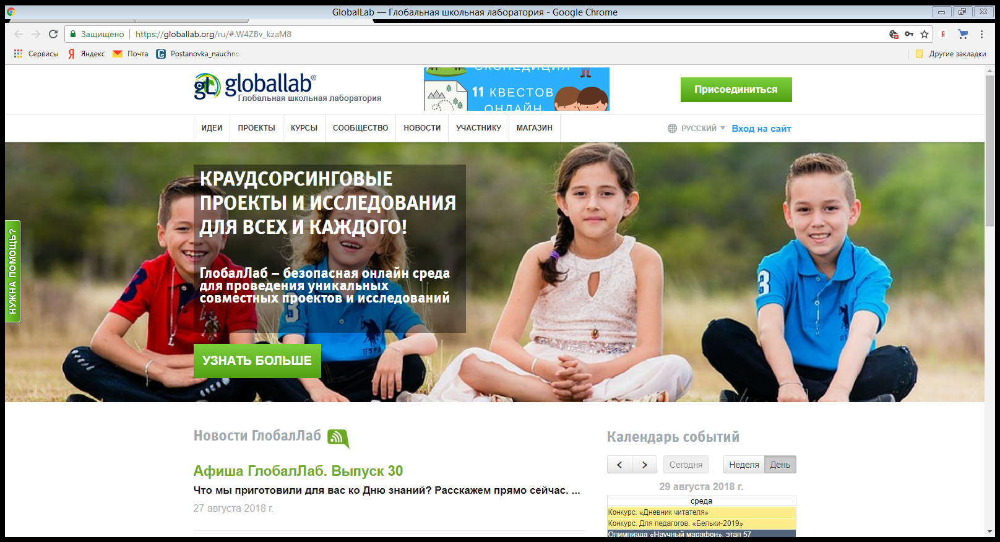 GlobalLab — Глобальная школьная лаборатория - Google Chrome
Защищено https://globallab.org/ru/#.W4ZBv_kzaM8
Сервисы Яндекс Почта Postanovka_nauchno Другие закладки
globallab®
Глобальная школьная лаборатория
ЭКСПЕДИЦИЯ
11 КВЕСТОВ
ОНЛАЙН
Присоединиться
ИДЕИ ПРОЕКТЫ КУРСЫ СООБЩЕСТВО НОВОСТИ УЧАСТНИКУ МАГАЗИН
РУССКИЙ Вход на сайт
НУЖНА ПОМОЩЬ?
КРАУДСОРСИНГОВЫЕ
ПРОЕКТЫ И ИССЛЕДОВАНИЯ
ДЛЯ ВСЕХ И КАЖДОГО!
ГлобалЛаб – безопасная онлайн среда
для проведения уникальных
совместных проектов и исследований
УЗНАТЬ БОЛЬШЕ
3
3
3
USPA
Новости ГлобалЛаб
Афиша ГлобалЛаб. Выпуск 30
Что мы приготовили для вас ко Дню знаний? Расскажем прямо сейчас. ...
27 августа 2018 г.
Календарь событий
Сегодня Неделя День
29 августа 2018 г.
среда
Конкурс. «Дневник читателя»
Конкурс. Для педагогов. «Бельки-2019»
Олимпиада «Научный марафон», этап 57